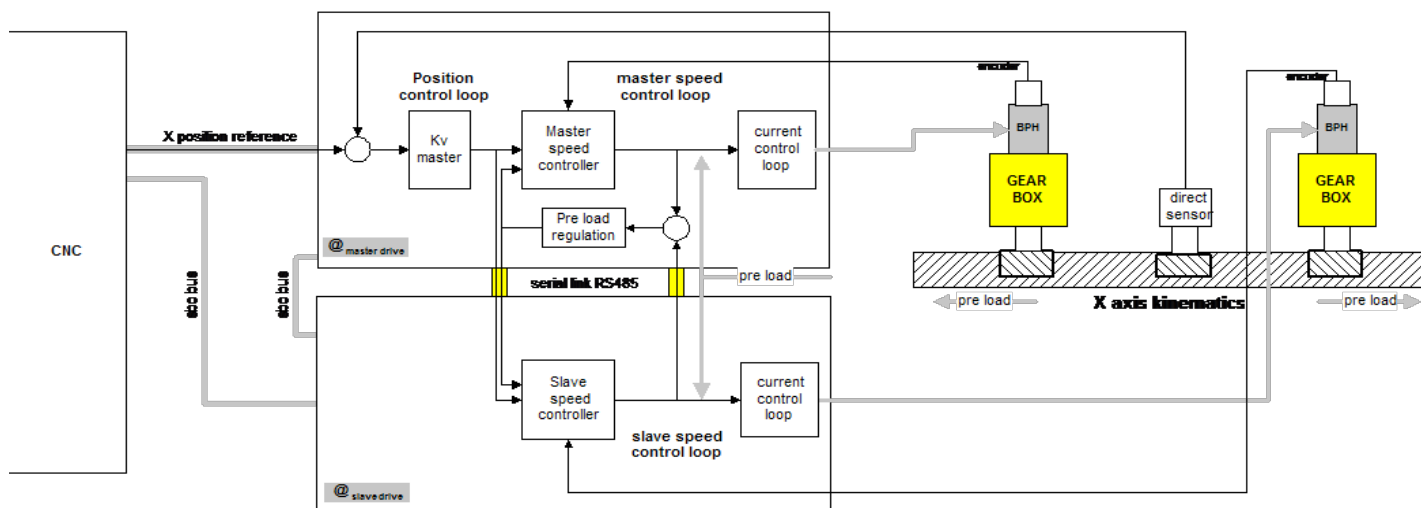 Position
control loop
master speed
control loop
encoder
encoder
X position reference
Kv
master
Master
speed
controller
current
control
loop
BPH
BPH
GEAR
BOX
direct
sensor
GEAR
BOX
Pre load
regulation
CNC
@ master drive
serial link RS485
pre load
pre load
X axis kinematics
pre load
Slave
speed
controller
current
control
loop
slave speed
control loop
@ slave drive